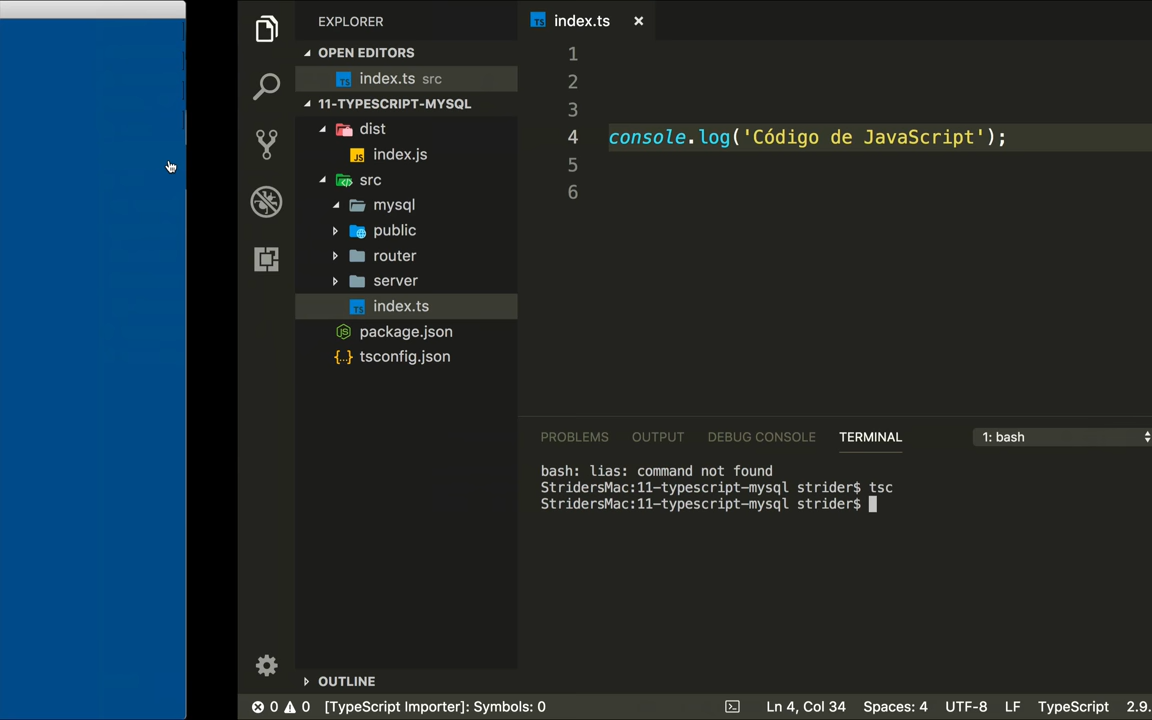 EXPLORER
OPEN EDITORS
TS index.ts src
11-TYPESCRIPT-MYSQL
dist
JS index.js
src
mysql
public
router
server
TS index.ts
package.json
{..} tsconfig.json
OUTLINE
TS index.ts ×
1
2
3
4 console.log('Código de JavaScript');
5
6
PROBLEMS OUTPUT DEBUG CONSOLE TERMINAL 1: bash
bash: lias: command not found
StridersMac:11-typescript-mysql strider$ tsc
StridersMac:11-typescript-mysql strider$
0 0 [TypeScript Importer]: Symbols: 0 Ln 4, Col 34 Spaces: 4 UTF-8 LF TypeScript 2.9.